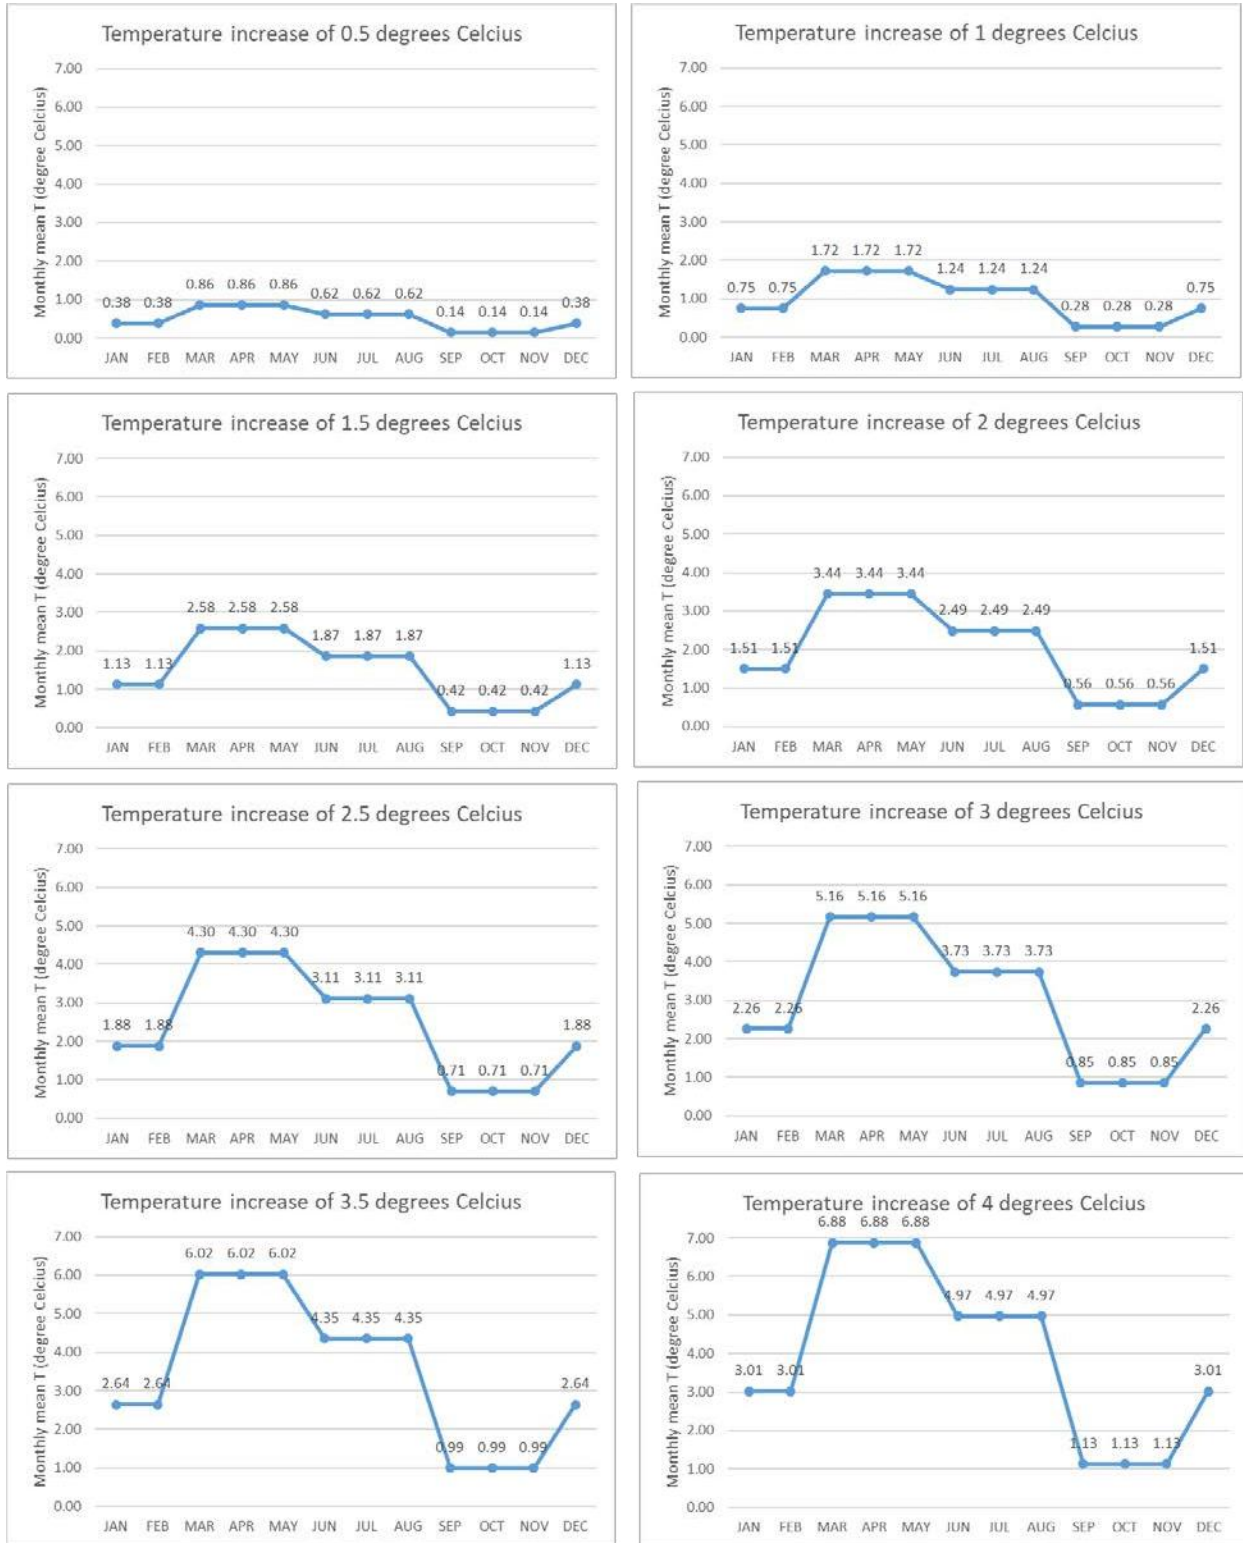 Temperature increase of 0.5 degrees Celcius
Monthly mean T (degree Celcius)
7.00
6.00
5.00
4.00
3.00
2.00
1.00
0.00
0.38 0.38 0.86 0.86 0.86 0.62 0.62 0.62 0.14 0.14 0.14 0.38
JAN FEB MAR APR MAY JUN JUL AUG SEP OCT NOV DEC
Temperature increase of 1 degrees Celcius
Monthly mean T (degree Celcius)
7.00
6.00
5.00
4.00
3.00
2.00
1.00
0.00
0.75 0.75 1.72 1.72 1.72 1.24 1.24 1.24 0.28 0.28 0.28 0.75
JAN FEB MAR APR MAY JUN JUL AUG SEP OCT NOV DEC
Temperature increase of 1.5 degrees Celcius
Monthly mean T (degree Celcius)
7.00
6.00
5.00
4.00
3.00
2.00
1.00
0.00
1.13 1.13 2.58 2.58 2.58 1.87 1.87 1.87 0.42 0.42 0.42 1.13
JAN FEB MAR APR MAY JUN JUL AUG SEP OCT NOV DEC
Temperature increase of 2 degrees Celcius
Monthly mean T (degree Celcius)
7.00
6.00
5.00
4.00
3.00
2.00
1.00
0.00
1.51 1.51 3.44 3.44 3.44 2.49 2.49 2.49 0.56 0.56 0.56 1.51
JAN FEB MAR APR MAY JUN JUL AUG SEP OCT NOV DEC
Temperature increase of 2.5 degrees Celcius
Monthly mean T (degree Celcius)
7.00
6.00
5.00
4.00
3.00
2.00
1.00
0.00
1.88 1.88 4.30 4.30 4.30 3.11 3.11 3.11 0.71 0.71 0.71 1.88
JAN FEB MAR APR MAY JUN JUL AUG SEP OCT NOV DEC
Temperature increase of 3 degrees Celcius
Monthly mean T (degree Celcius)
7.00
6.00
5.00
4.00
3.00
2.00
1.00
0.00
2.26 2.26 5.16 5.16 5.16 3.73 3.73 3.73 0.85 0.85 0.85 2.26
JAN FEB MAR APR MAY JUN JUL AUG SEP OCT NOV DEC
Temperature increase of 3.5 degrees Celcius
Monthly mean T (degree Celcius)
7.00
6.00
5.00
4.00
3.00
2.00
1.00
0.00
2.64 2.64 6.02 6.02 6.02 4.35 4.35 4.35 0.99 0.99 0.99 2.64
JAN FEB MAR APR MAY JUN JUL AUG SEP OCT NOV DEC
Temperature increase of 4 degrees Celcius
Monthly mean T (degree Celcius)
7.00
6.00
5.00
4.00
3.00
2.00
1.00
0.00
3.01 3.01 6.88 6.88 6.88 4.97 4.97 4.97 1.13 1.13 1.13 3.01
JAN FEB MAR APR MAY JUN JUL AUG SEP OCT NOV DEC